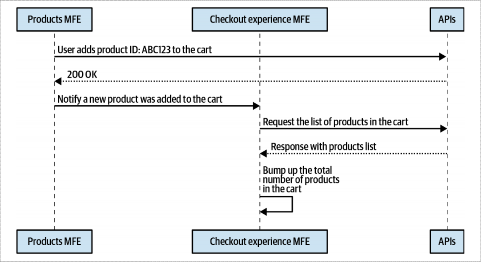 Products MFE
Checkout experience MFE
APIs
User adds product ID: ABC123 to the cart
200 OK
Notify a new product was added to the cart
Request the list of products in the cart
Response with products list
Bump up the total
number of products
in the cart
Products MFE
Checkout experience MFE
APIs